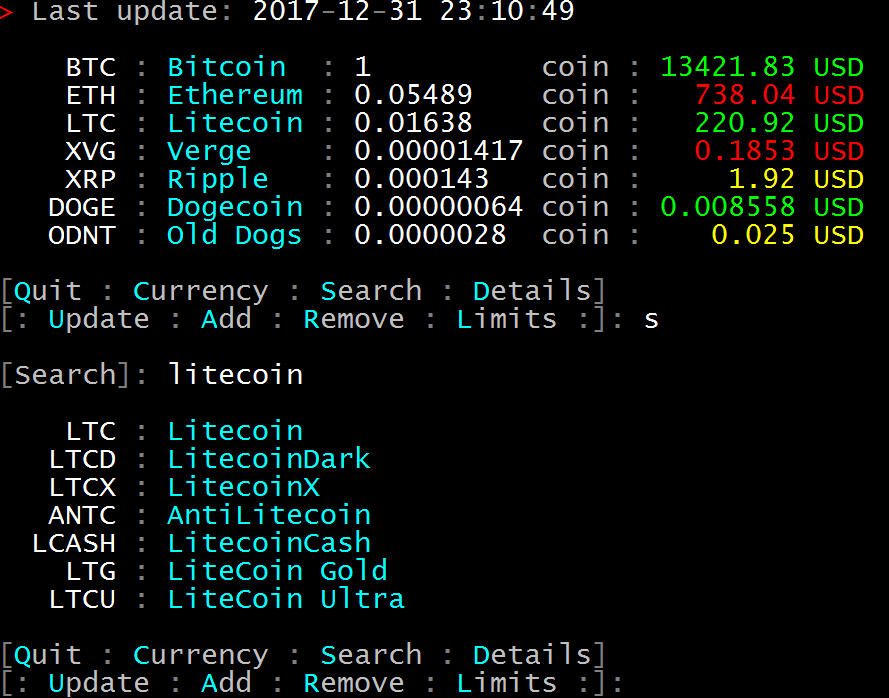 > Last update: 2017-12-31 23:10:49
BTC : Bitcoin : 1 coin : 13421.83 USD
ETH : Ethereum : 0.05489 coin : 738.04 USD
LTC : Litecoin : 0.01638 coin : 220.92 USD
XVG : Verge : 0.00001417 coin : 0.1853 USD
XRP : Ripple : 0.000143 coin : 1.92 USD
DOGE : Dogecoin : 0.00000064 coin : 0.008558 USD
ODNT : Old Dogs : 0.0000028 coin : 0.025 USD
[Quit : Currency : Search : Details]
[: Update : Add : Remove : Limits :]: s
[Search]: litecoin
LTC : Litecoin
LTCD : LitecoinDark
LTCX : LitecoinX
ANTC : AntiLitecoin
LCASH : LitecoinCash
LTG : LiteCoin Gold
LTCU : LiteCoin Ultra
[Quit : Currency : Search : Details]
[: Update : Add : Remove : Limits :]: